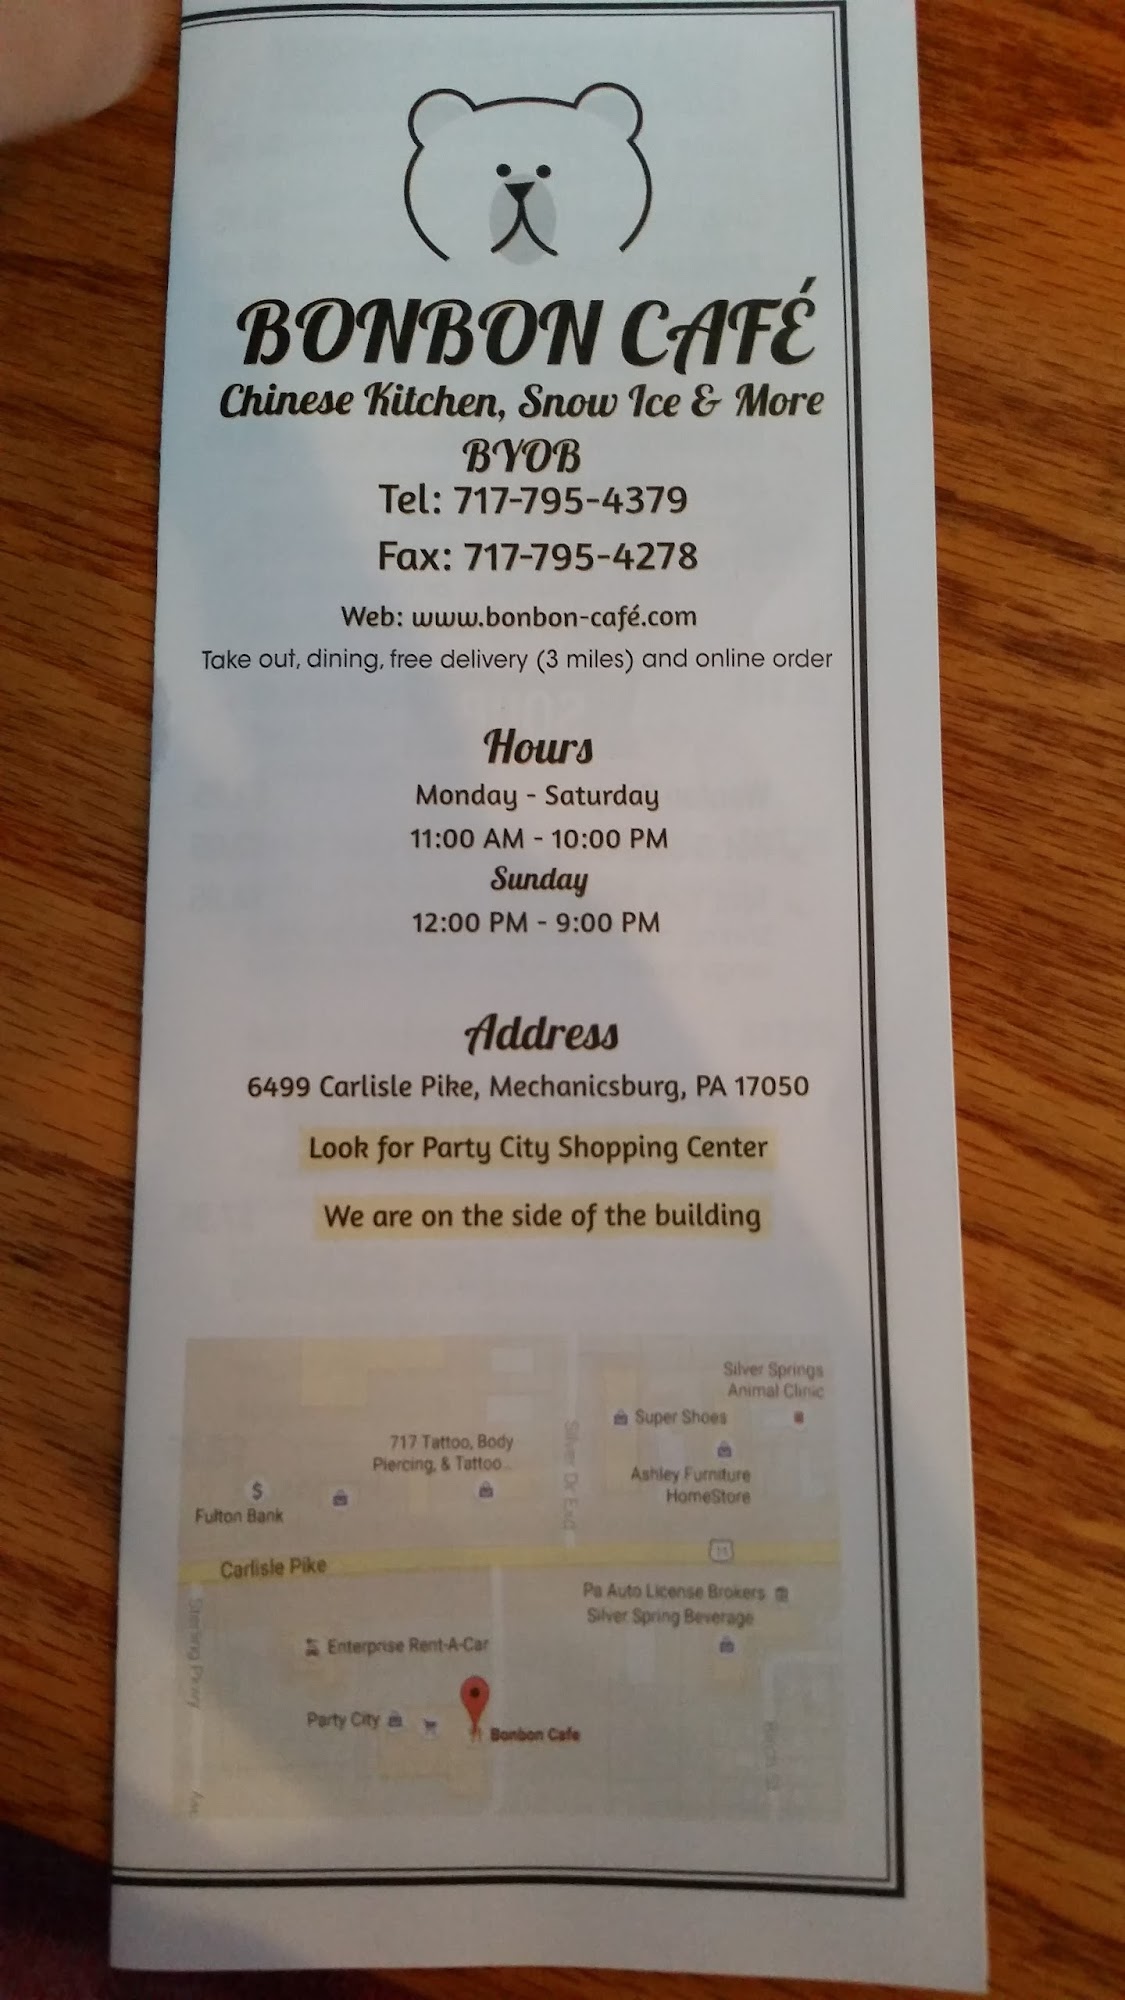 BONBON CAFÉ
Chinese Kitchen, Snow Ice & More
BYOB
Tel: 717-795-4379
Fax: 717-795-4278
Web: www.bonbon-café.com
Take out, dining, free delivery (3 miles) and online order
Hours
Monday - Saturday
11:00 AM - 10:00 PM
Sunday
12:00 PM - 9:00 PM
Address
6499 Carlisle Pike, Mechanicsburg, PA 17050
Look for Party City Shopping Center
We are on the side of the building
Silver Springs
Animal Clinic
Super Shoes
717 Tattoo, Body
Piercing, & Tattoo...
Ashley Furniture
HomeStore
$
Fulton Bank
Silver Dr Extd
Carlisle Pike
Pa Auto License Brokers
Silver Spring Beverage
Sterling Pkwy
Enterprise Rent-A-Car
Party City
Bonbon Cafe